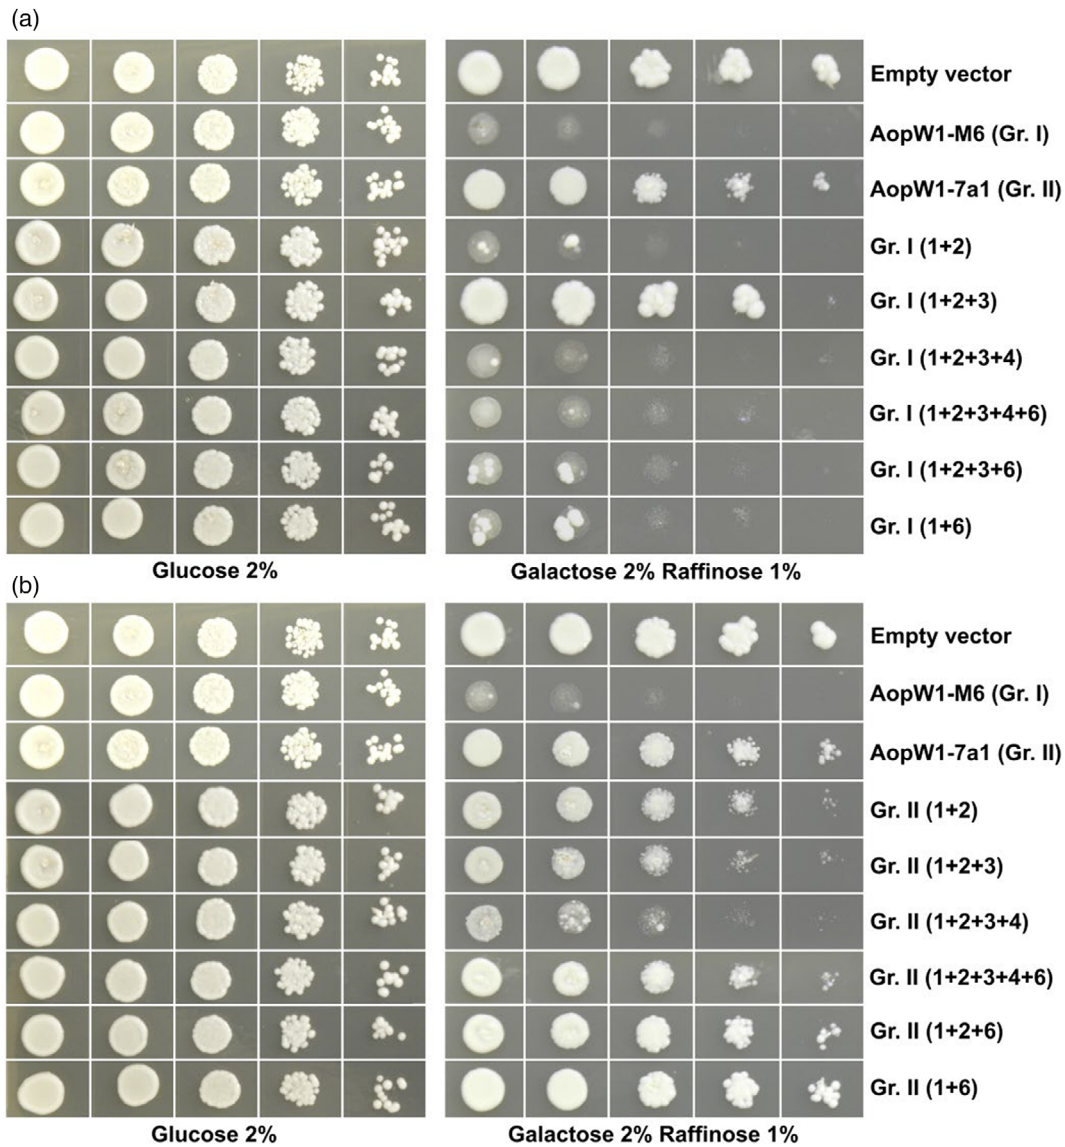 (a)
Empty vector
AopW1-M6 (Gr. I)
AopW1-7a1 (Gr. II)
Gr. I (1+2)
Gr. I (1+2+3)
Gr. I (1+2+3+4)
Gr. I (1+2+3+4+6)
Gr. I (1+2+3+6)
Gr. I (1+6)
Glucose 2%
Galactose 2% Raffinose 1%
(b)
Empty vector
AopW1-M6 (Gr. I)
AopW1-7a1 (Gr. II)
Gr. II (1+2)
Gr. II (1+2+3)
Gr. II (1+2+3+4)
Gr. II (1+2+3+4+6)
Gr. II (1+2+6)
Gr. II (1+6)
Glucose 2%
Galactose 2% Raffinose 1%